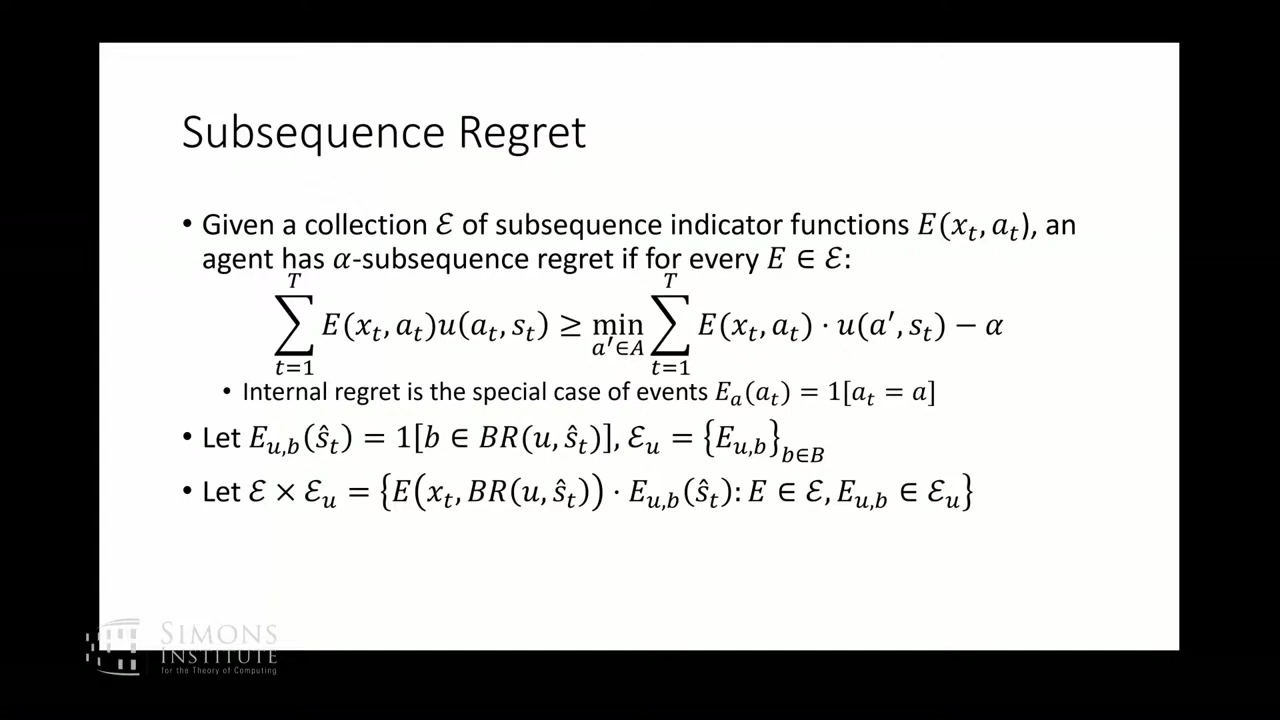 Subsequence Regret
• Given a collection ℰ of subsequence indicator functions E(x_t, a_t), an
agent has α-subsequence regret if for every E ∈ ℰ:
∑_{t=1}^{T} E(x_t, a_t)u(a_t, s_t) ≥ min_{a'∈A} ∑_{t=1}^{T} E(x_t, a_t) · u(a', s_t) − α
• Internal regret is the special case of events E_a(a_t) = 1[a_t = a]
• Let E_{u,b}(ŝ_t) = 1[b ∈ BR(u, ŝ_t)], ℰ_u = {E_{u,b}}_{b∈B}
• Let ℰ × ℰ_u = {E(x_t, BR(u, ŝ_t)) · E_{u,b}(ŝ_t): E ∈ ℰ, E_{u,b} ∈ ℰ_u}
SIMONS
INSTITUTE
for the Theory of Computing